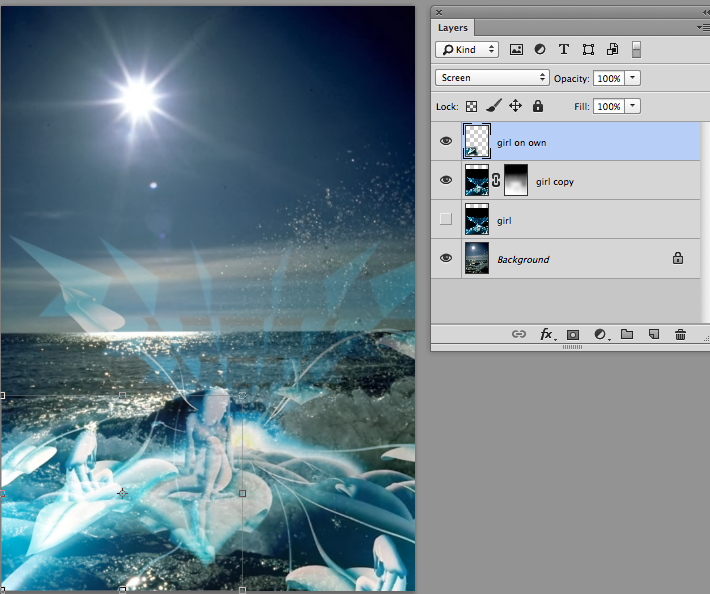 Layers
Kind T
Screen Opacity: 100%
Lock: Fill: 100%
girl on own
girl copy
girl
Background
fx